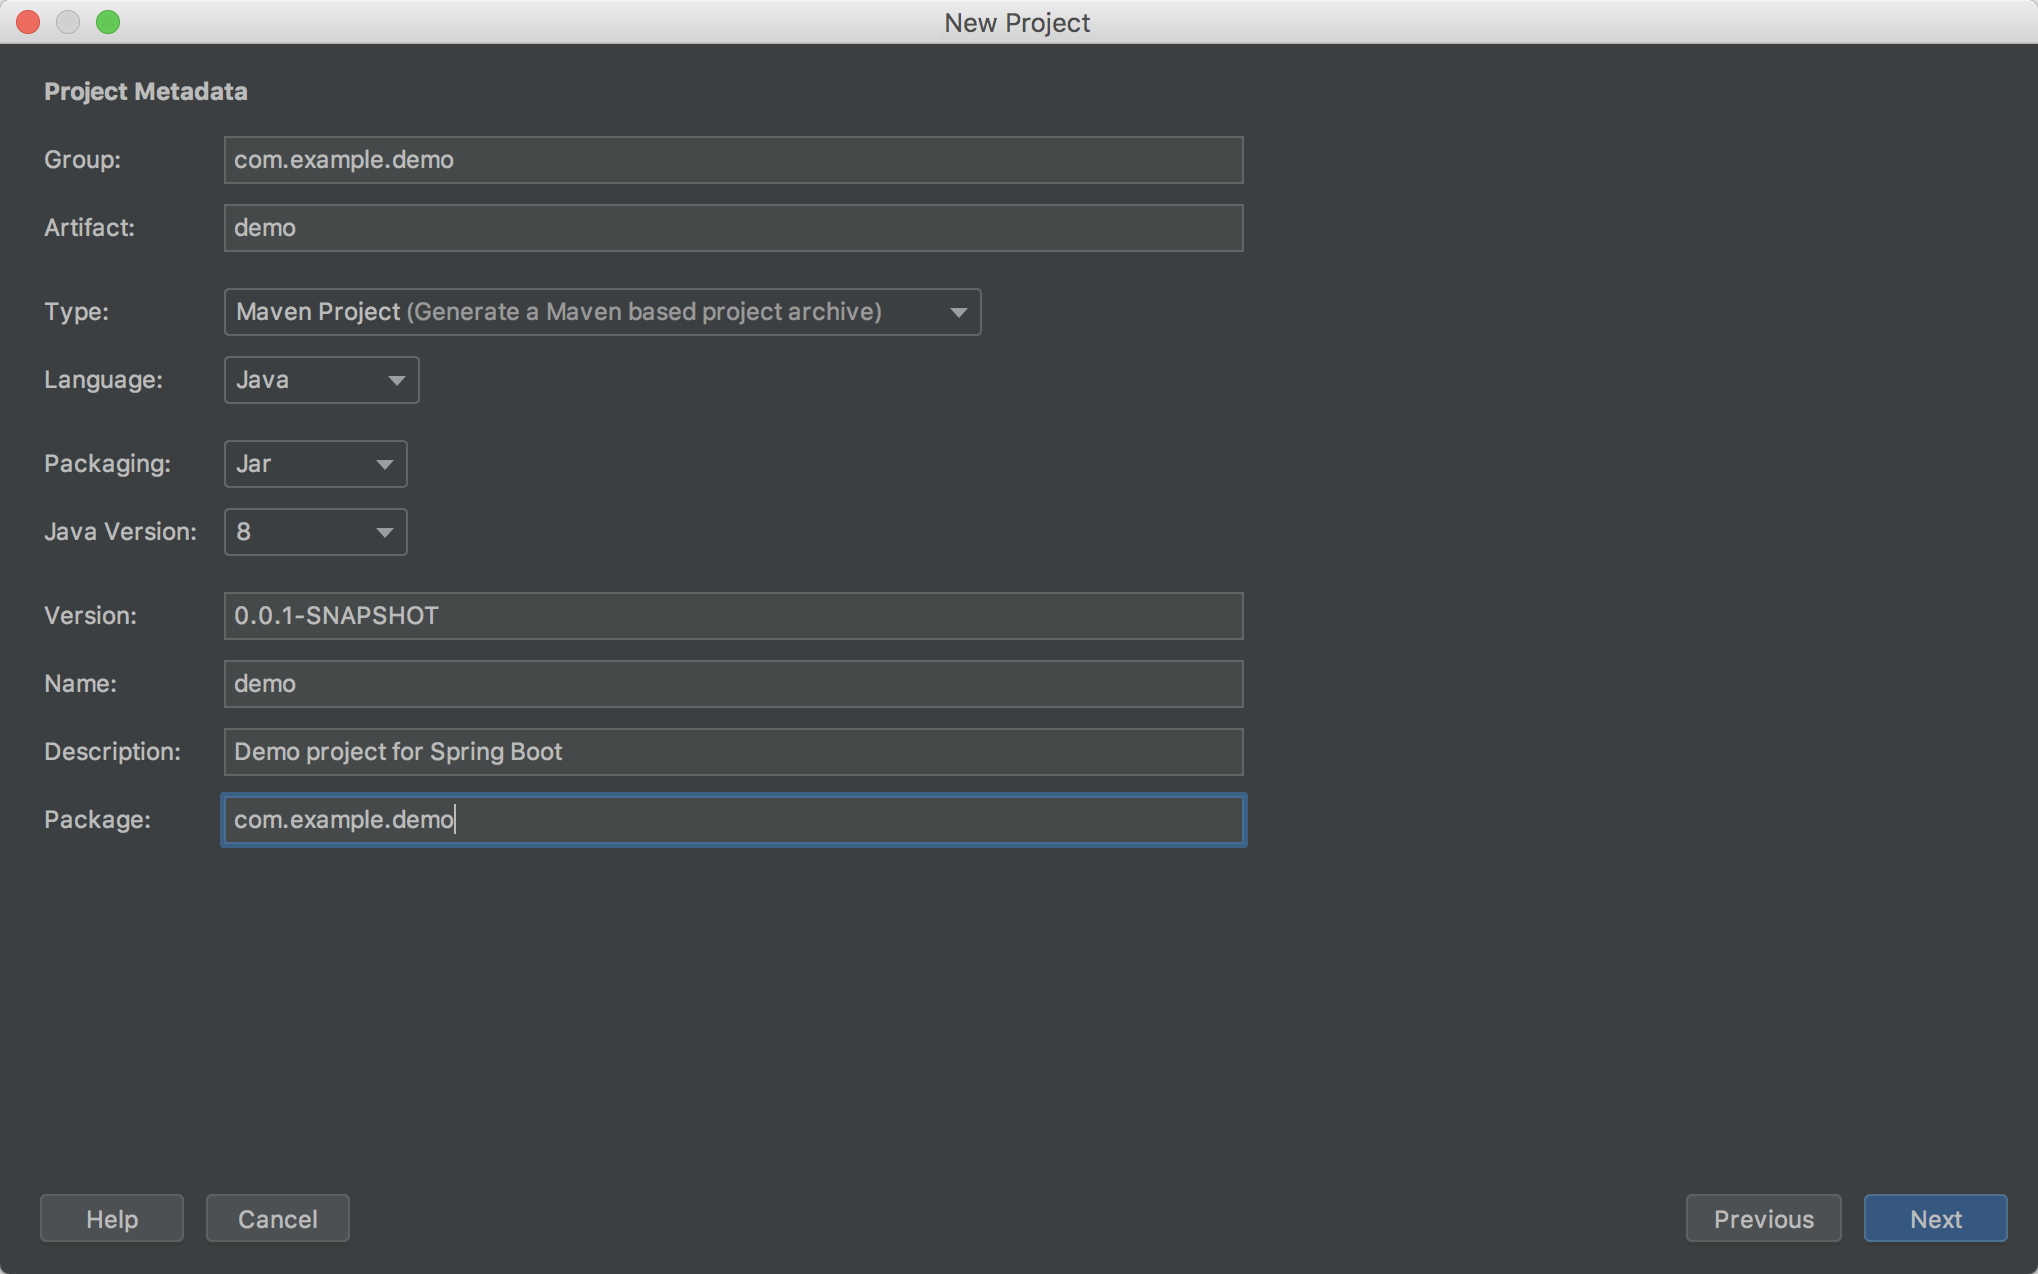 New Project
Project Metadata
Group: com.example.demo
Artifact: demo
Type: Maven Project (Generate a Maven based project archive)
Language: Java
Packaging: Jar
Java Version: 8
Version: 0.0.1-SNAPSHOT
Name: demo
Description: Demo project for Spring Boot
Package: com.example.demo
Help Cancel Previous Next